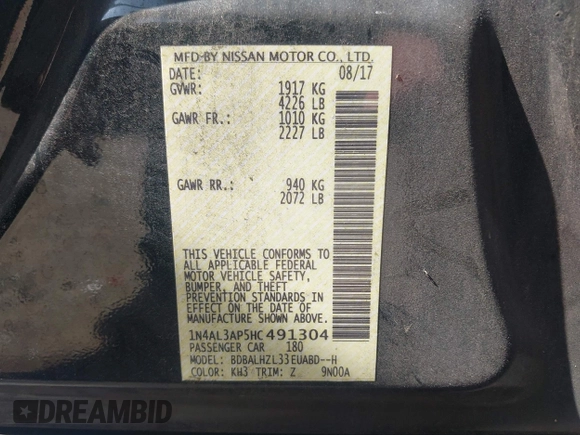 MFD-BY NISSAN MOTOR CO., LTD.
DATE: 08/17
GVWR: 1917 KG
4226 LB
GAWR FR.: 1010 KG
2227 LB
GAWR RR.: 940 KG
2072 LB
THIS VEHICLE CONFORMS TO
ALL APPLICABLE FEDERAL
MOTOR VEHICLE SAFETY,
BUMPER, AND THEFT
PREVENTION STANDARDS IN
EFFECT ON THE DATE OF
MANUFACTURE SHOWN ABOVE.
1N4AL3AP5HC491304
PASSENGER CAR 180
MODEL: BDBALHZL33EUABD--H
COLOR: KH3 TRIM: Z 9N00A
DREAMBID